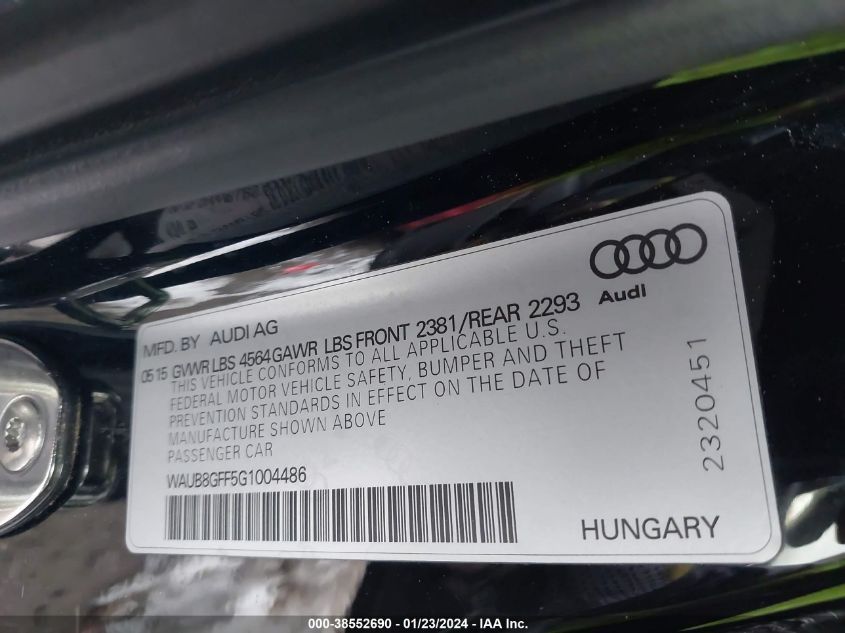 MFD. BY AUDI AG
0515 GVWR LBS 4564 GAWR LBS FRONT 2381/REAR 2293
THIS VEHICLE CONFORMS TO ALL APPLICABLE U.S.
FEDERAL MOTOR VEHICLE SAFETY, BUMPER AND THEFT
PREVENTION STANDARDS IN EFFECT ON THE DATE OF
MANUFACTURE SHOWN ABOVE
PASSENGER CAR
WAUB8GFF5G1004486
Audi
2320451
HUNGARY
000-38552690 - 01/23/2024 - IAA Inc.